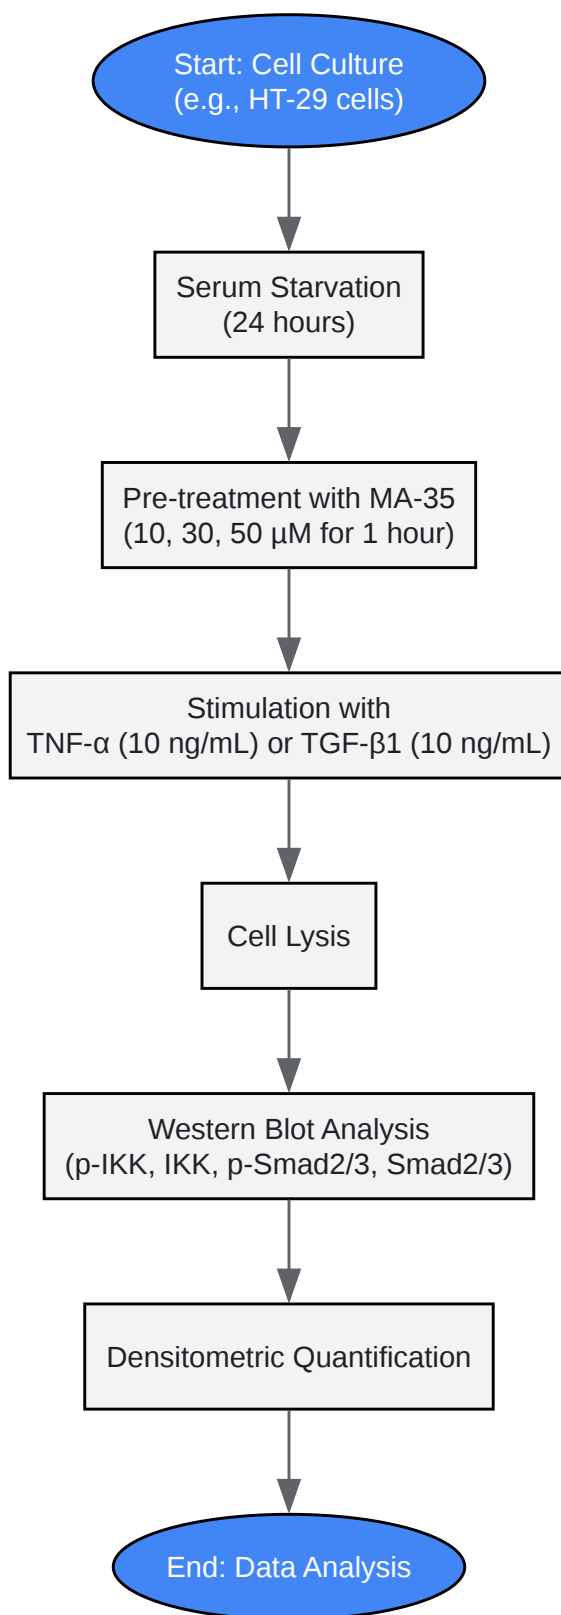 Start: Cell Culture
(e.g., HT-29 cells)
Serum Starvation
(24 hours)
Pre-treatment with MA-35
(10, 30, 50 µM for 1 hour)
Stimulation with
TNF-α (10 ng/mL) or TGF-β1 (10 ng/mL)
Cell Lysis
Western Blot Analysis
(p-IKK, IKK, p-Smad2/3, Smad2/3)
Densitometric Quantification
End: Data Analysis